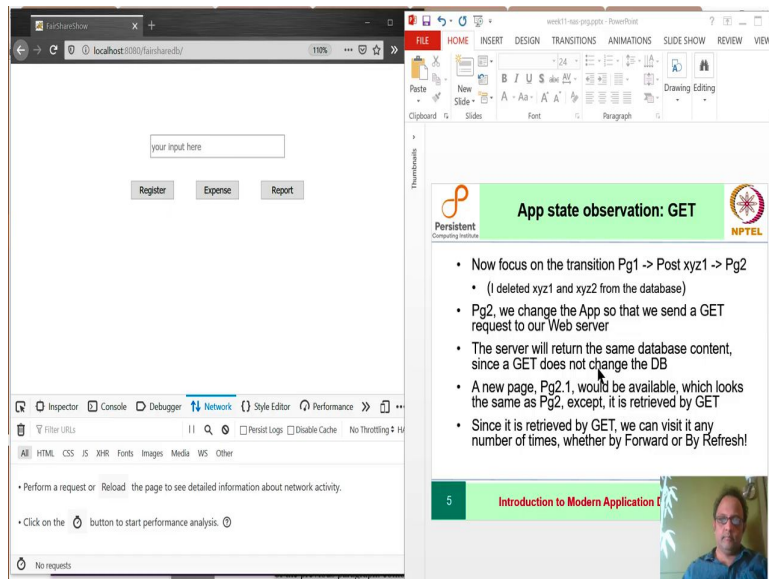 FairShareShow
localhost:8080/fairsharedb/
110%
your input here
Register Expense Report
Inspector Console Debugger Network Style Editor Performance
Filter URLs
Persist Logs Disable Cache No Throttling
All HTML CSS JS XHR Fonts Images Media WS Other
• Perform a request or Reload the page to see detailed information about network activity.
• Click on the button to start performance analysis.
No requests
week11-sas-prp.pptx - PowerPoint
FILE HOME INSERT DESIGN TRANSITIONS ANIMATIONS SLIDE SHOW REVIEW VIEW
Paste
New
Slide
Drawing Editing
Clipboard Slides Font Paragraph
Thumbnails
Persistent
Computing Institute
App state observation: GET
NPTEL
• Now focus on the transition Pg1 -> Post xyz1 -> Pg2
• (I deleted xyz1 and xyz2 from the database)
• Pg2, we change the App so that we send a GET
request to our Web server
• The server will return the same database content,
since a GET does not change the DB
• A new page, Pg2.1, would be available, which looks
the same as Pg2, except, it is retrieved by GET
• Since it is retrieved by GET, we can visit it any
number of times, whether by Forward or By Refresh!
5
Introduction to Modern Application D